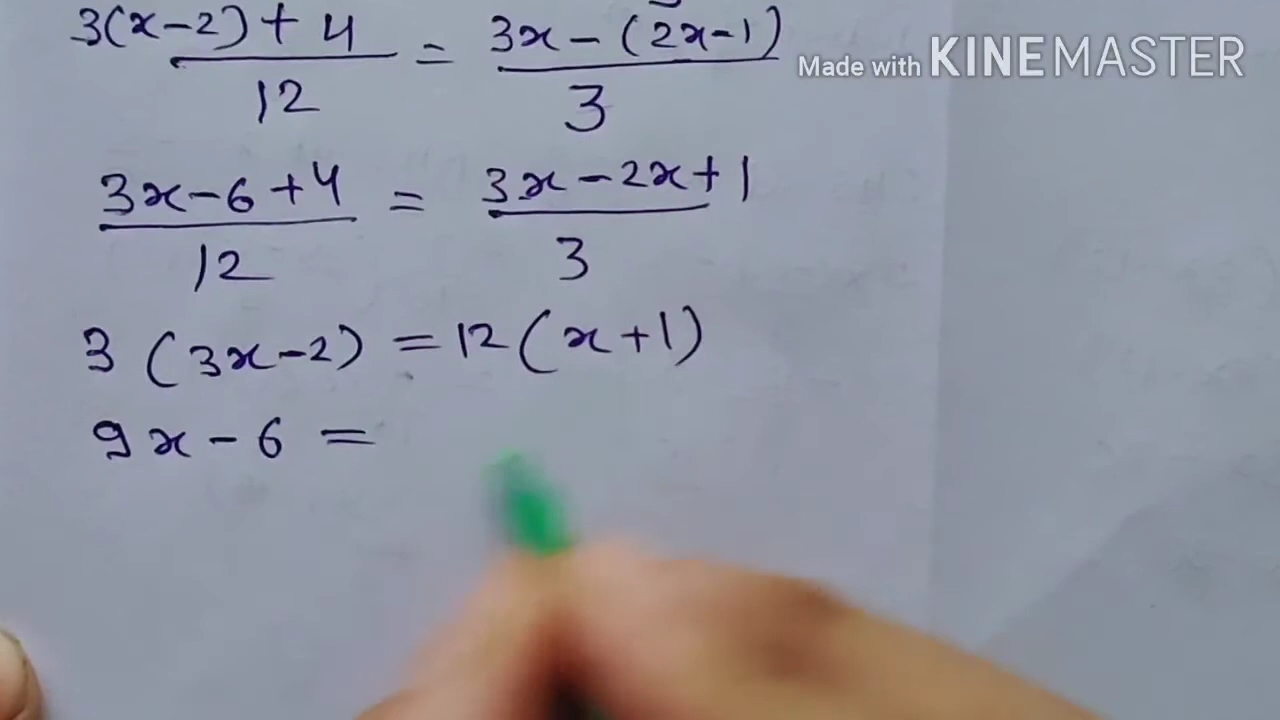 3(x-2)+4 / 12 = 3x-(2x-1) / 3
Made with KINEMASTER
3x-6+4 / 12 = 3x-2x+1 / 3
3 (3x-2) = 12 (x+1)
9x-6 =